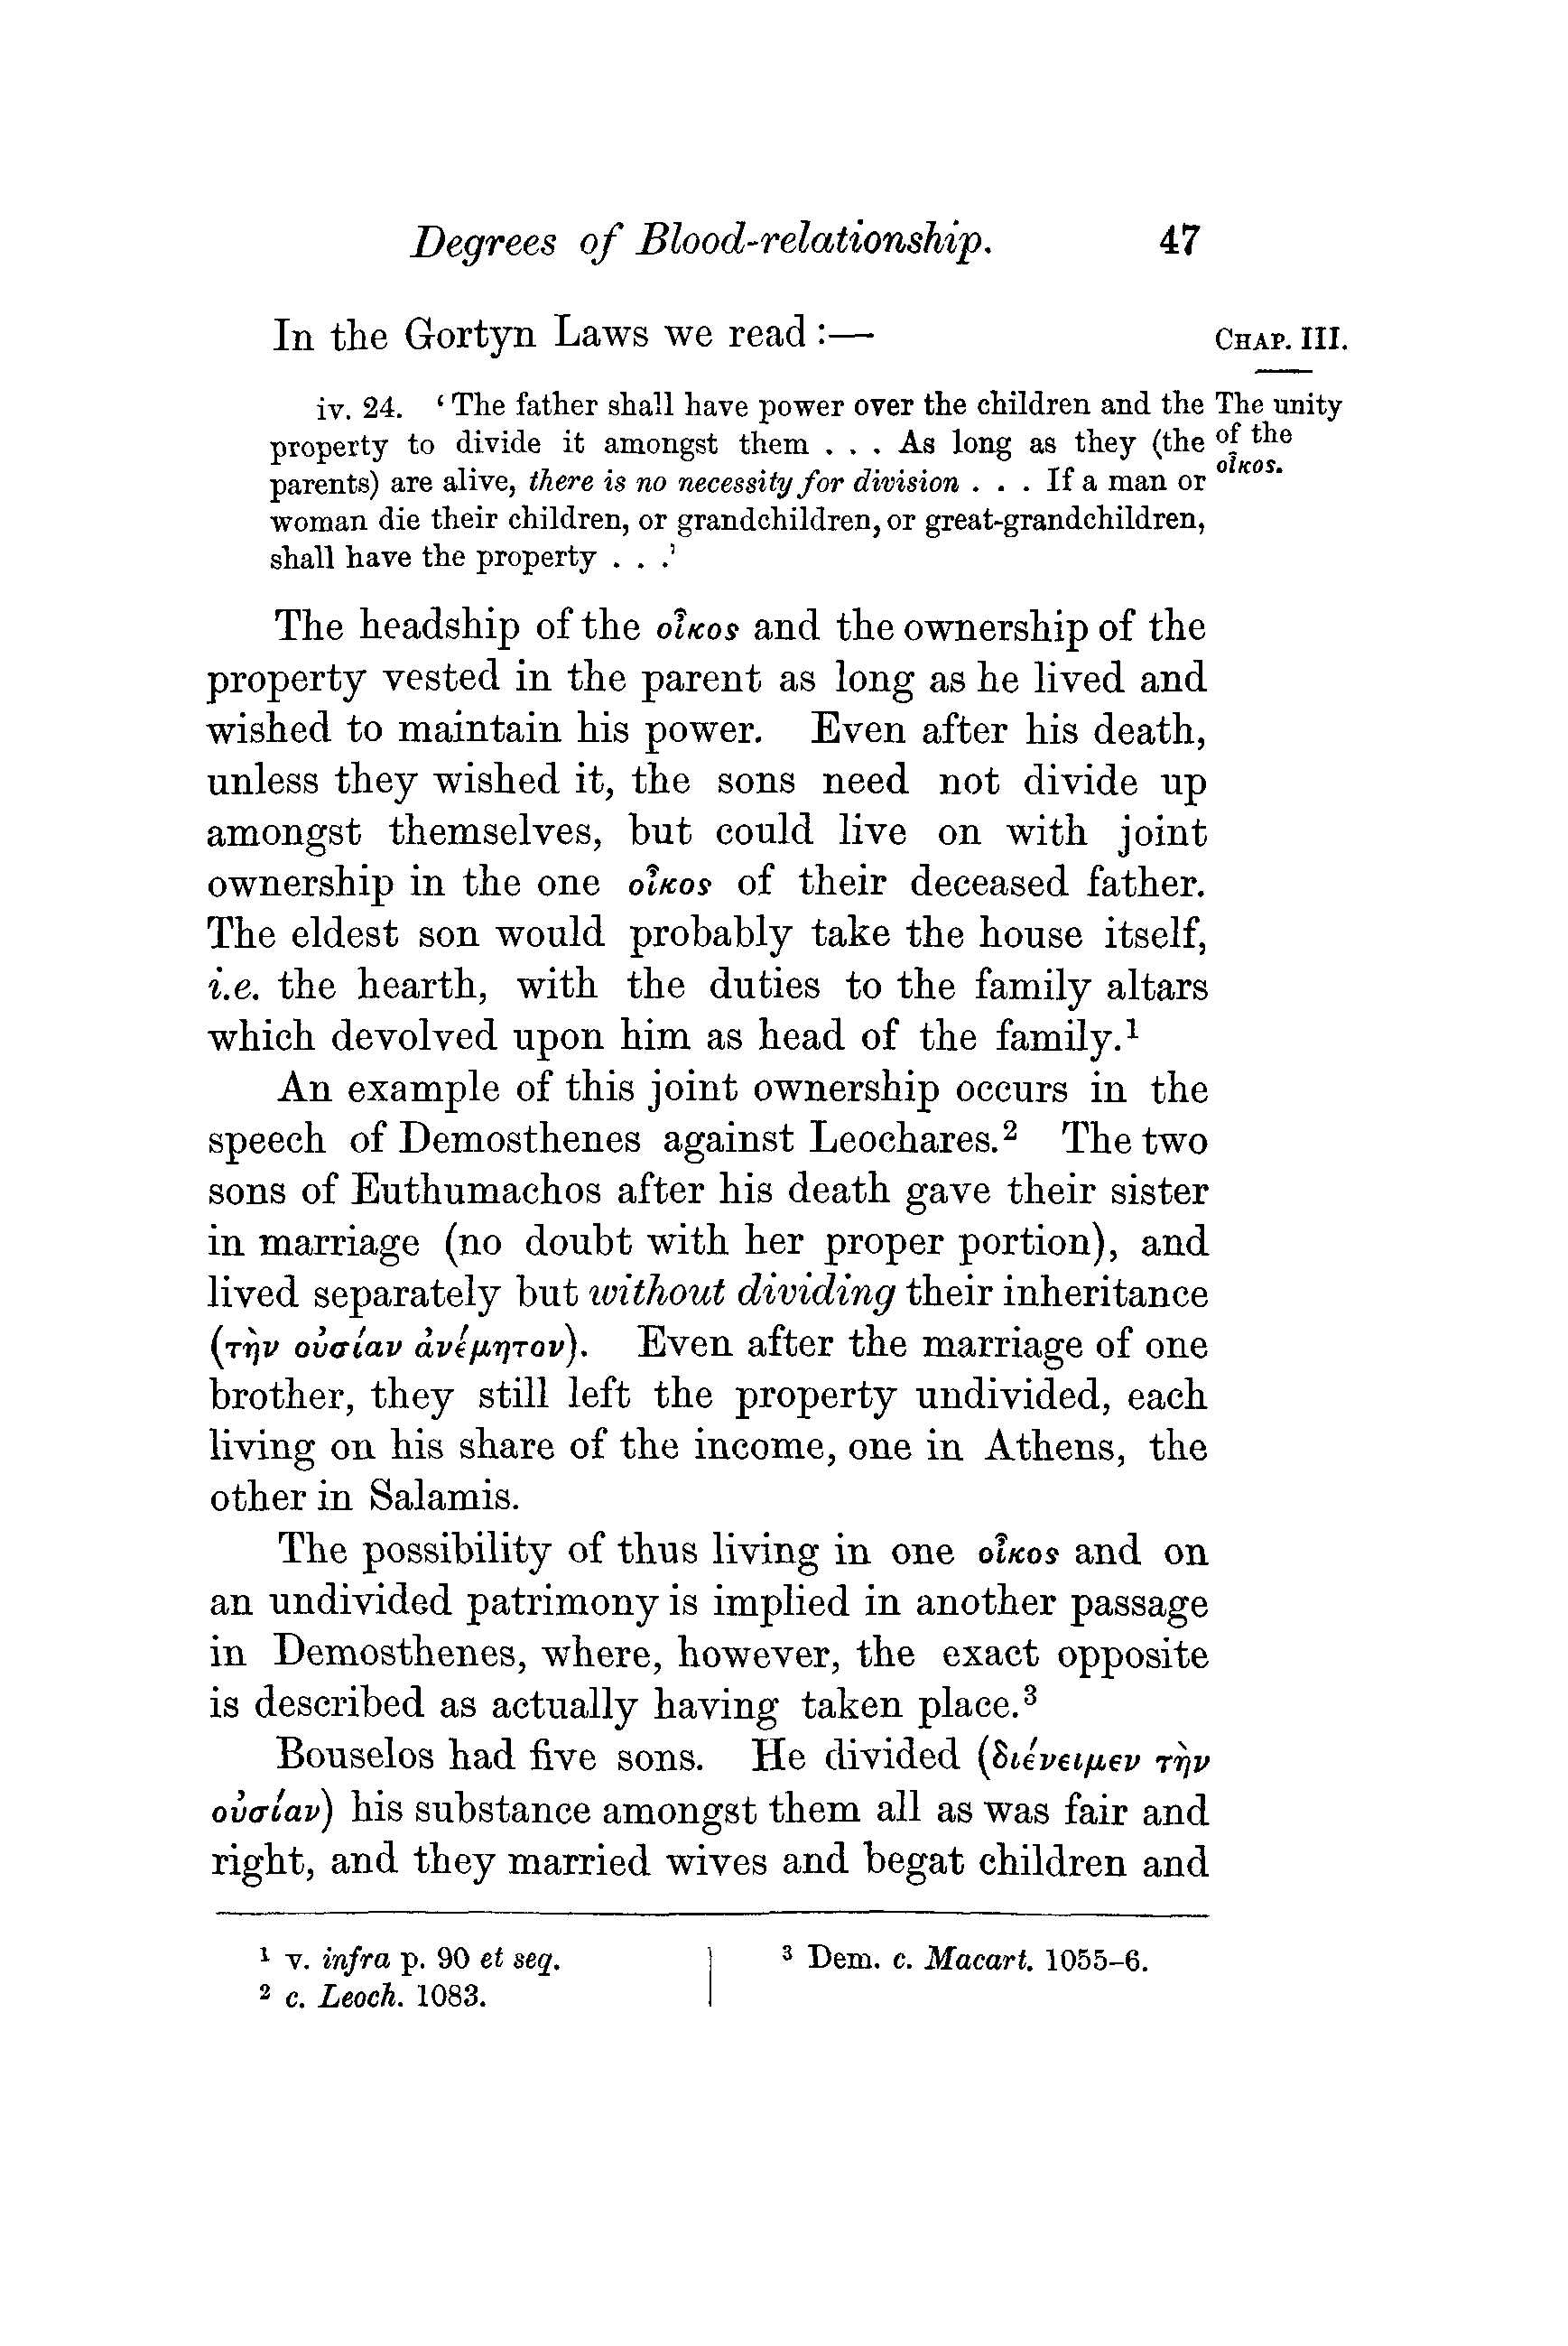 Degrees of Blood-relationship. 47
In the Gortyn Laws we read :—
CHAP. III.
The unity
of the
οἶκος.
iv. 24. ‘ The father shall have power over the children and the
property to divide it amongst them . . . As long as they (the
parents) are alive, there is no necessity for division . . . If a man or
woman die their children, or grandchildren, or great-grandchildren,
shall have the property . . .’
The headship of the οἶκος and the ownership of the
property vested in the parent as long as he lived and
wished to maintain his power. Even after his death,
unless they wished it, the sons need not divide up
amongst themselves, but could live on with joint
ownership in the one οἶκος of their deceased father.
The eldest son would probably take the house itself,
i.e. the hearth, with the duties to the family altars
which devolved upon him as head of the family.¹
An example of this joint ownership occurs in the
speech of Demosthenes against Leochares.² The two
sons of Euthumachos after his death gave their sister
in marriage (no doubt with her proper portion), and
lived separately but without dividing their inheritance
(τὴν οὐσίαν ἀνέμητον). Even after the marriage of one
brother, they still left the property undivided, each
living on his share of the income, one in Athens, the
other in Salamis.
The possibility of thus living in one οἶκος and on
an undivided patrimony is implied in another passage
in Demosthenes, where, however, the exact opposite
is described as actually having taken place.³
Bouselos had five sons. He divided (διένειμεν τὴν
οὐσίαν) his substance amongst them all as was fair and
right, and they married wives and begat children and
¹ v. infra p. 90 et seq.
² c. Leoch. 1083.
³ Dem. c. Macart. 1055–6.